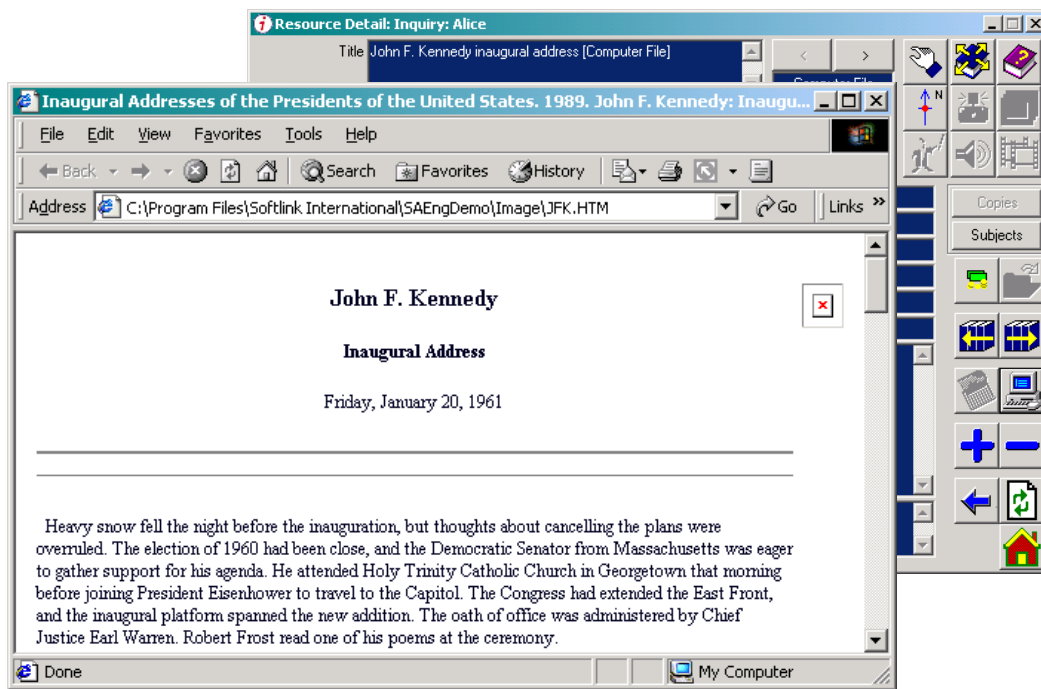 Resource Detail: Inquiry: Alice
Title John F. Kennedy inaugural address [Computer File]
< >
Inaugural Addresses of the Presidents of the United States. 1989. John F. Kennedy: Inaugu...
File Edit View Favorites Tools Help
Back Search Favorites History
Address C:\Program Files\Softlink International\SAEngDemo\Image\JFK.HTM Go Links »
N
Copies
Subjects
John F. Kennedy
Inaugural Address
Friday, January 20, 1961
Heavy snow fell the night before the inauguration, but thoughts about cancelling the plans were
overruled. The election of 1960 had been close, and the Democratic Senator from Massachusetts was eager
to gather support for his agenda. He attended Holy Trinity Catholic Church in Georgetown that morning
before joining President Eisenhower to travel to the Capitol. The Congress had extended the East Front,
and the inaugural platform spanned the new addition. The oath of office was administered by Chief
Justice Earl Warren. Robert Frost read one of his poems at the ceremony.
Done My Computer